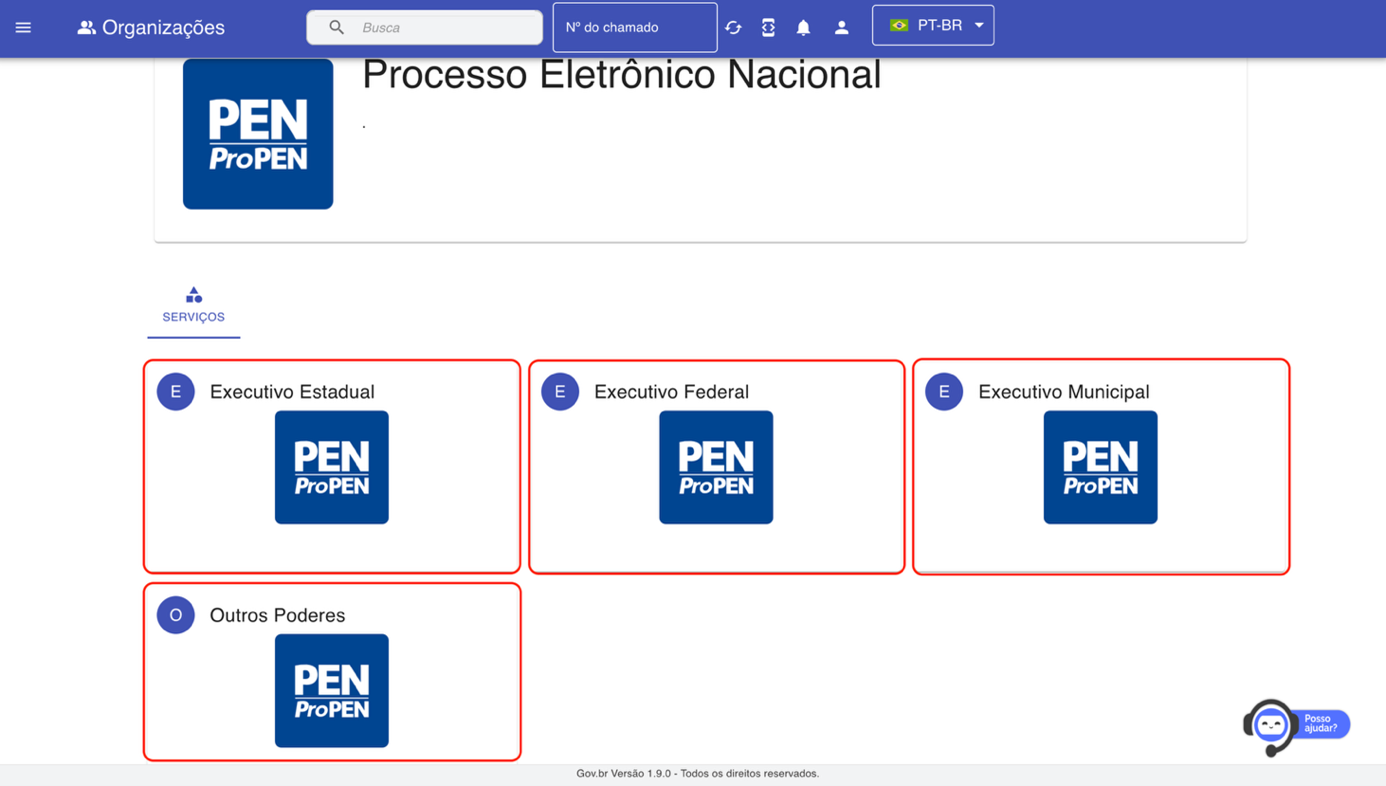 Organizações
Busca
Nº do chamado
PT-BR
Processo Eletrônico Nacional
.
PEN
ProPEN
SERVIÇOS
E Executivo Estadual
PEN
ProPEN
E Executivo Federal
PEN
ProPEN
E Executivo Municipal
PEN
ProPEN
O Outros Poderes
PEN
ProPEN
Posso
ajudar?
Gov.br Versão 1.9.0 - Todos os direitos reservados.